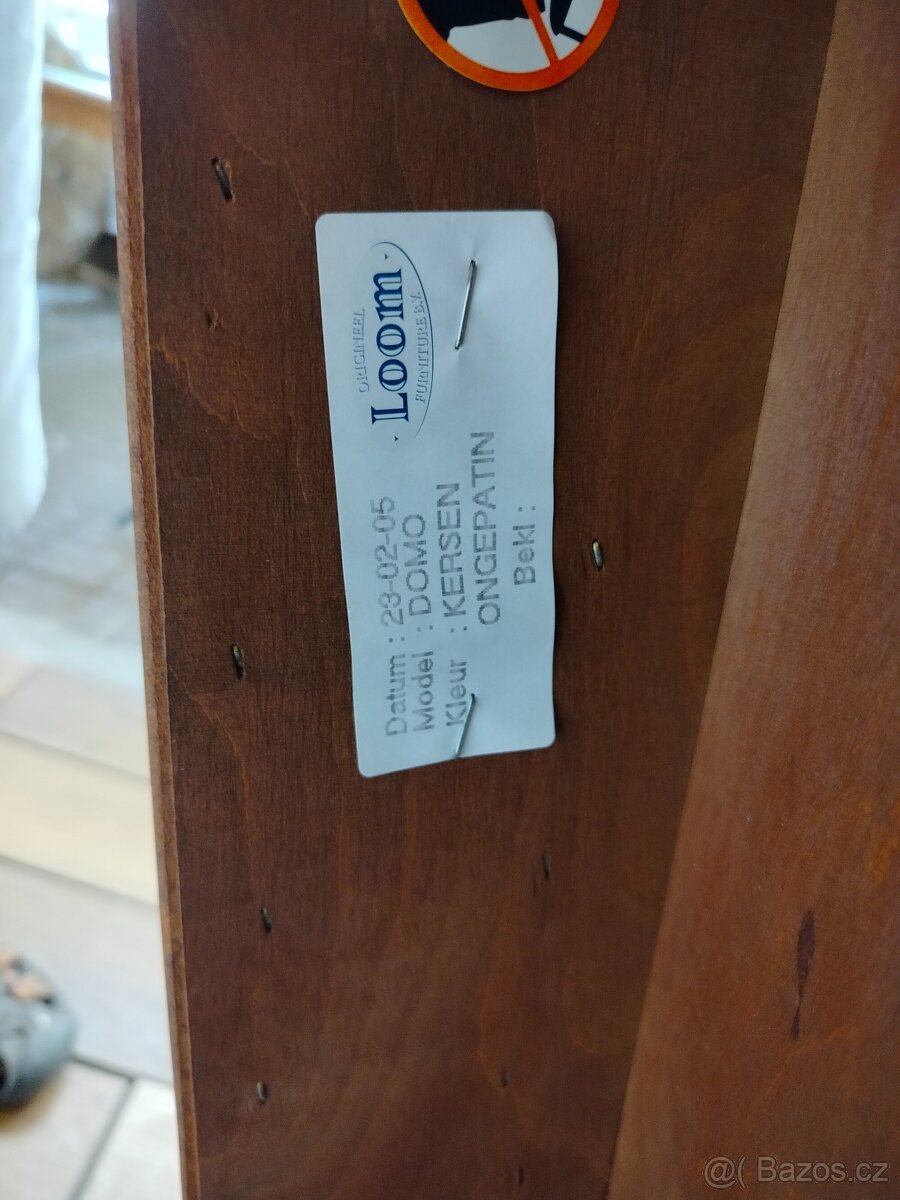 ORIGINEEL
Loom
FURNITURE B.V.
Datum : 23-02-05
Model : DOMO
Kleur : KERSEN
ONGEPATIN
Bekl :
@( Bazos.cz